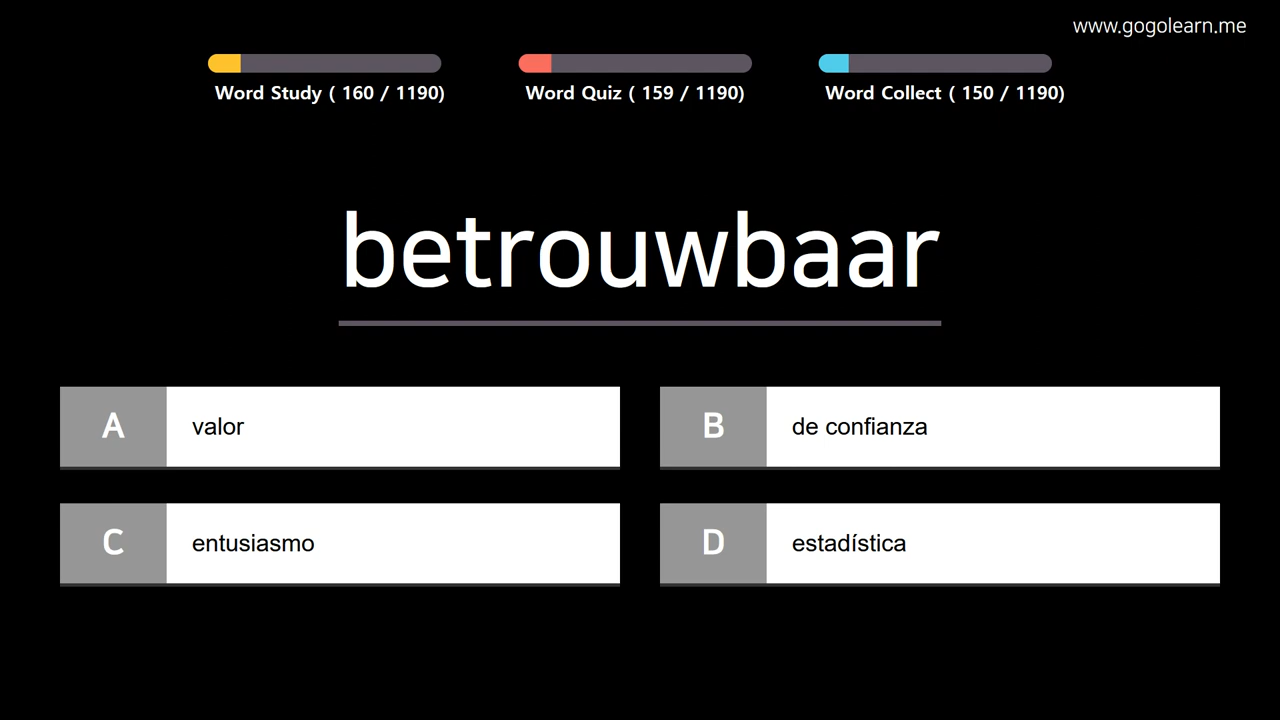 www.gogolearn.me
Word Study ( 160 / 1190)
Word Quiz ( 159 / 1190)
Word Collect ( 150 / 1190)
betrouwbaar
A valor
B de confianza
C entusiasmo
D estadística